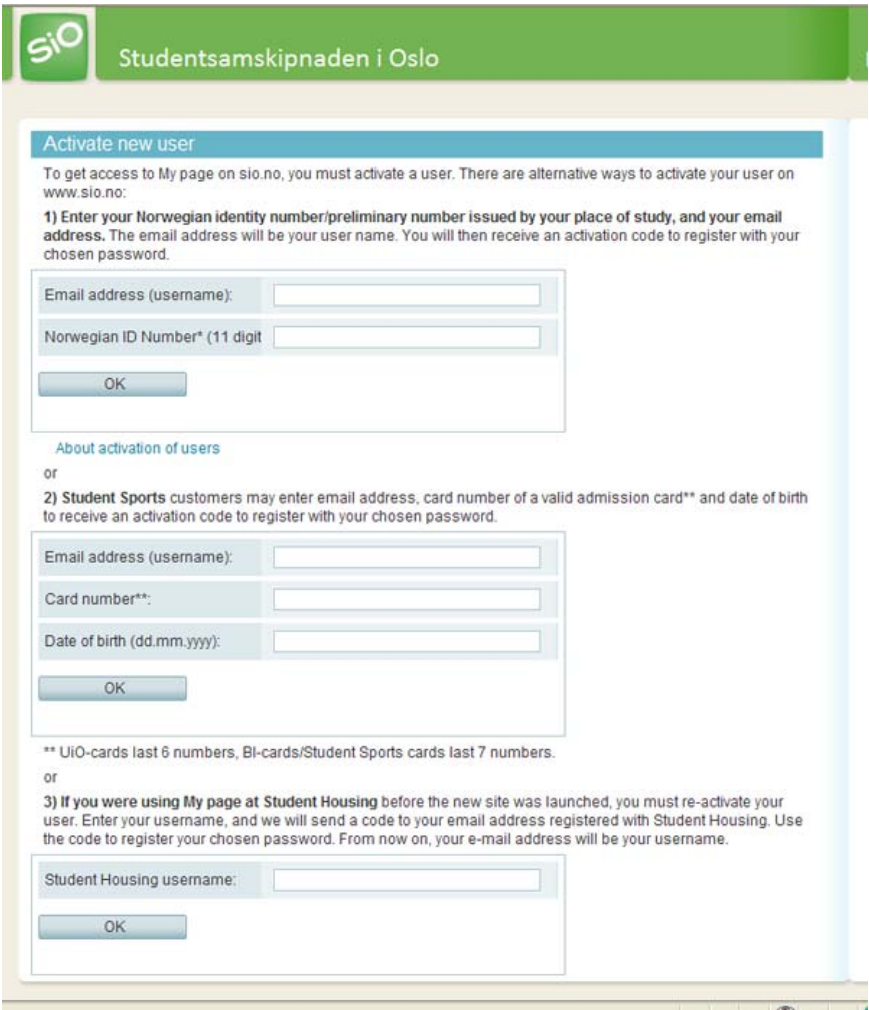 SiO
Studentsamskipnaden i Oslo
Activate new user
To get access to My page on sio.no, you must activate a user. There are alternative ways to activate your user on
www.sio.no:
1) Enter your Norwegian identity number/preliminary number issued by your place of study, and your email
address. The email address will be your user name. You will then receive an activation code to register with your
chosen password.
Email address (username):
Norwegian ID Number* (11 digit
OK
About activation of users
or
2) Student Sports customers may enter email address, card number of a valid admission card** and date of birth
to receive an activation code to register with your chosen password.
Email address (username):
Card number**:
Date of birth (dd.mm.yyyy):
OK
** UiO-cards last 6 numbers, BI-cards/Student Sports cards last 7 numbers.
or
3) If you were using My page at Student Housing before the new site was launched, you must re-activate your
user. Enter your username, and we will send a code to your email address registered with Student Housing. Use
the code to register your chosen password. From now on, your e-mail address will be your username.
Student Housing username:
OK